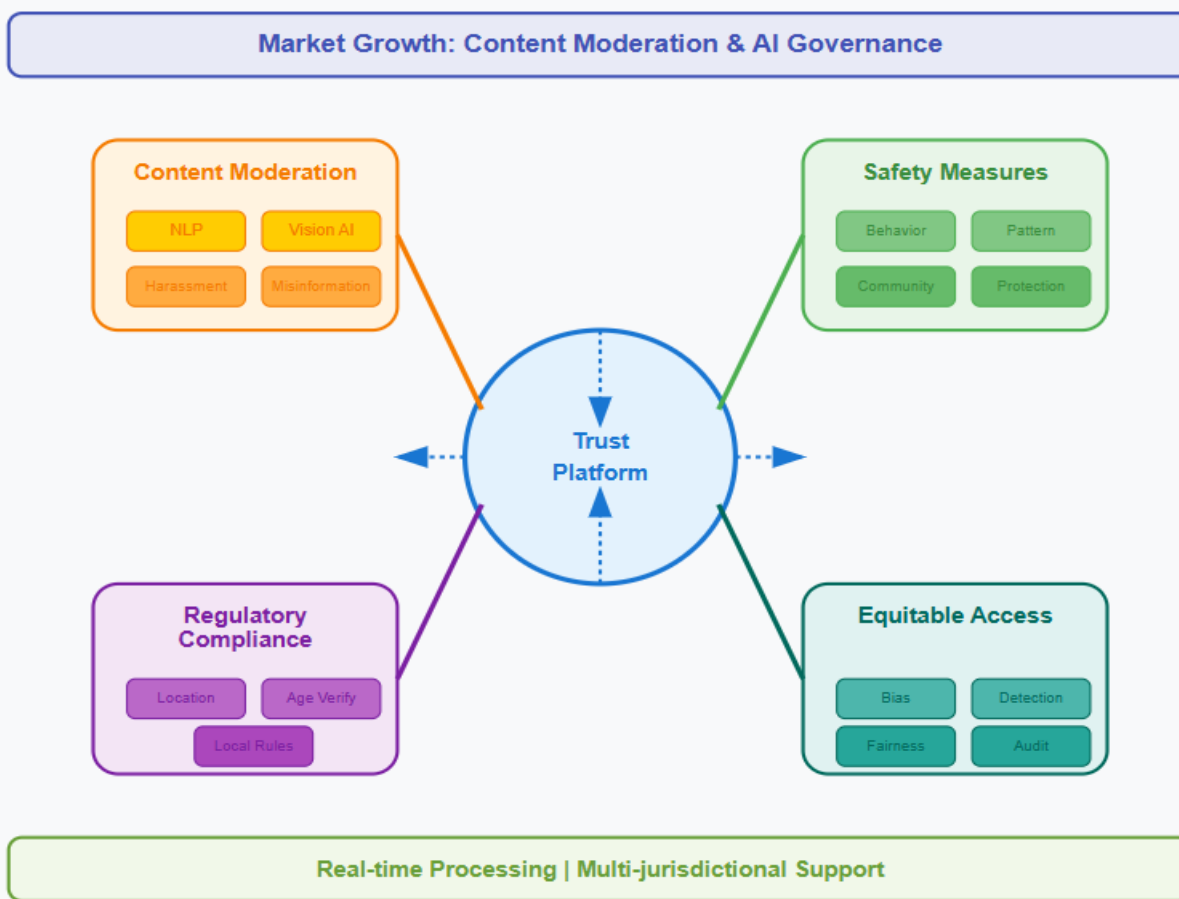 Market Growth: Content Moderation & AI Governance
Content Moderation
NLP
Vision AI
Harassment
Misinformation
Safety Measures
Behavior
Pattern
Community
Protection
Trust
Platform
Regulatory
Compliance
Location
Age Verify
Local Rules
Equitable Access
Bias
Detection
Fairness
Audit
Real-time Processing | Multi-jurisdictional Support